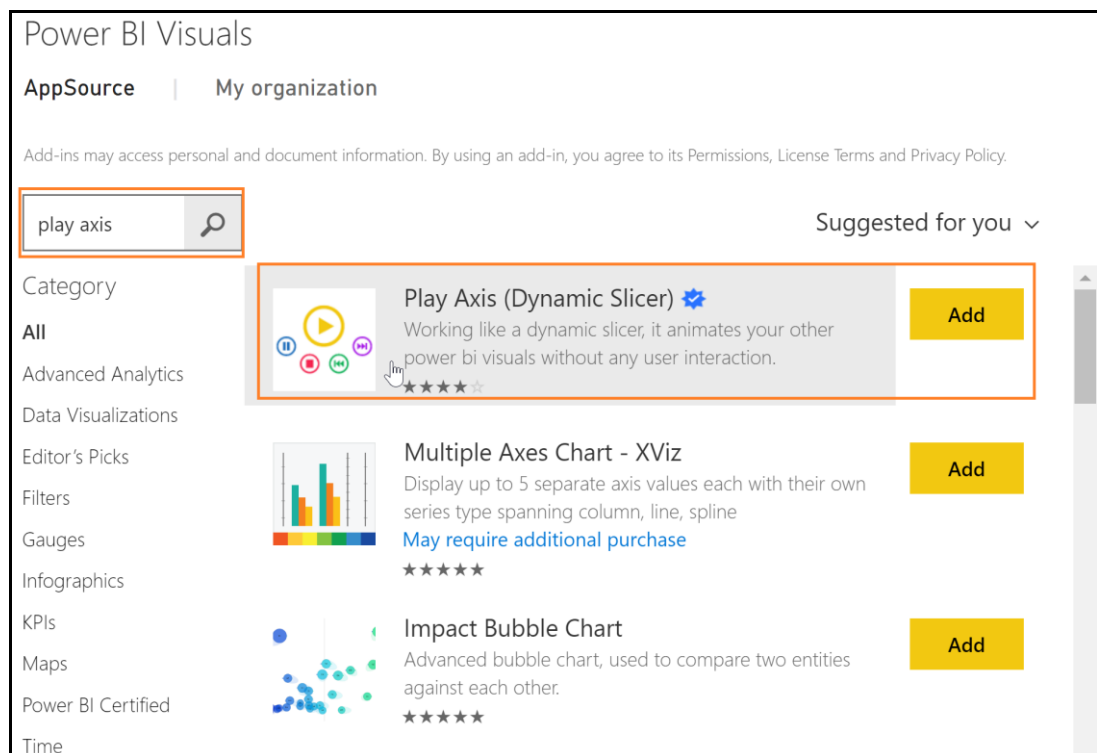 Power BI Visuals
AppSource | My organization
Add-ins may access personal and document information. By using an add-in, you agree to its Permissions, License Terms and Privacy Policy.
play axis
Suggested for you
Category
All
Advanced Analytics
Data Visualizations
Editor's Picks
Filters
Gauges
Infographics
KPIs
Maps
Power BI Certified
Time
Play Axis (Dynamic Slicer)
Working like a dynamic slicer, it animates your other
power bi visuals without any user interaction.
Add
Multiple Axes Chart - XViz
Display up to 5 separate axis values each with their own
series type spanning column, line, spline
May require additional purchase
Add
Impact Bubble Chart
Advanced bubble chart, used to compare two entities
against each other.
Add